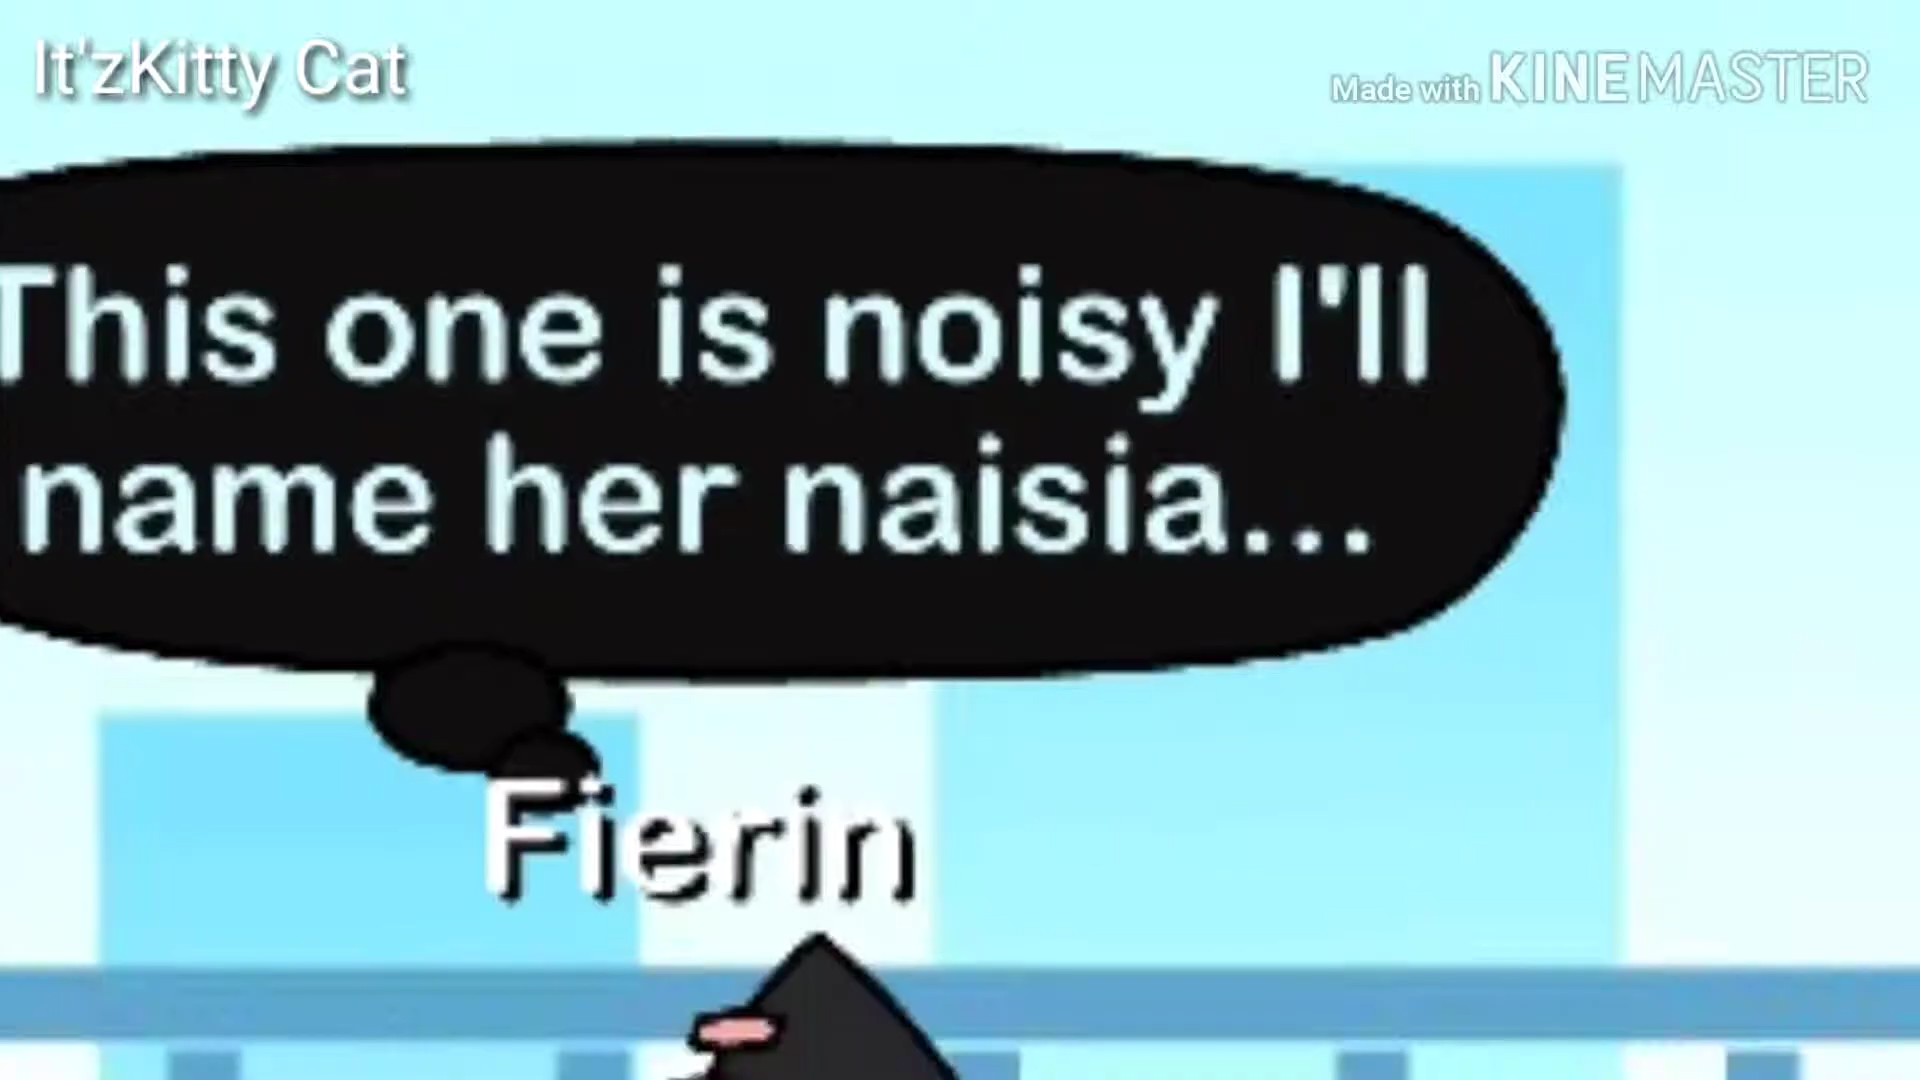 It'zKitty Cat
Made with KINEMASTER
This one is noisy I'll
name her naisia...
Fierin